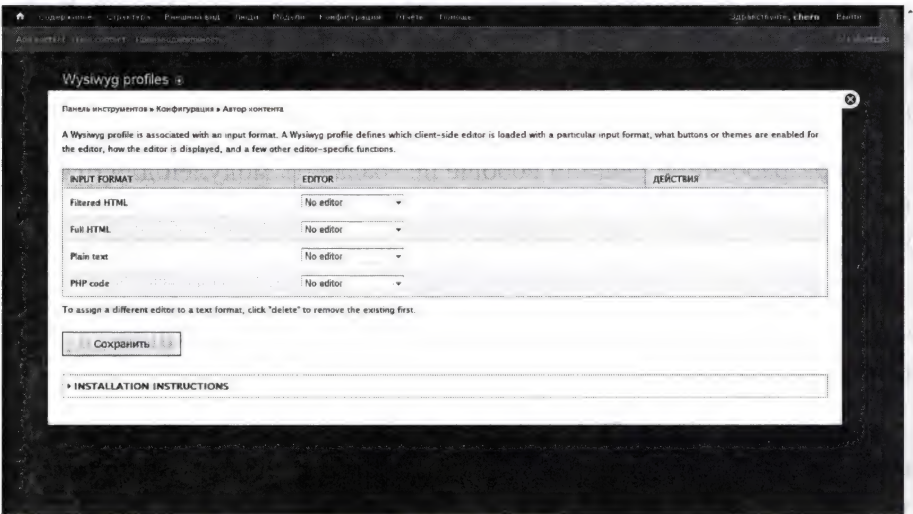 Содержимое Структура Внешний вид Люди Модули Конфигурация Отчеты Помощь Здравствуйте, chern Выйти
Add content Find content
Wysiwyg profiles
Панель инструментов » Конфигурация » Автор контента
A Wysiwyg profile is associated with an input format. A Wysiwyg profile defines which client-side editor is loaded with a particular input format, what buttons or themes are enabled for
the editor, how the editor is displayed, and a few other editor-specific functions.
INPUT FORMAT EDITOR ДЕЙСТВИЯ
Filtered HTML No editor
Full HTML No editor
Plain text No editor
PHP code No editor
To assign a different editor to a text format, click "delete" to remove the existing first.
Сохранить
INSTALLATION INSTRUCTIONS